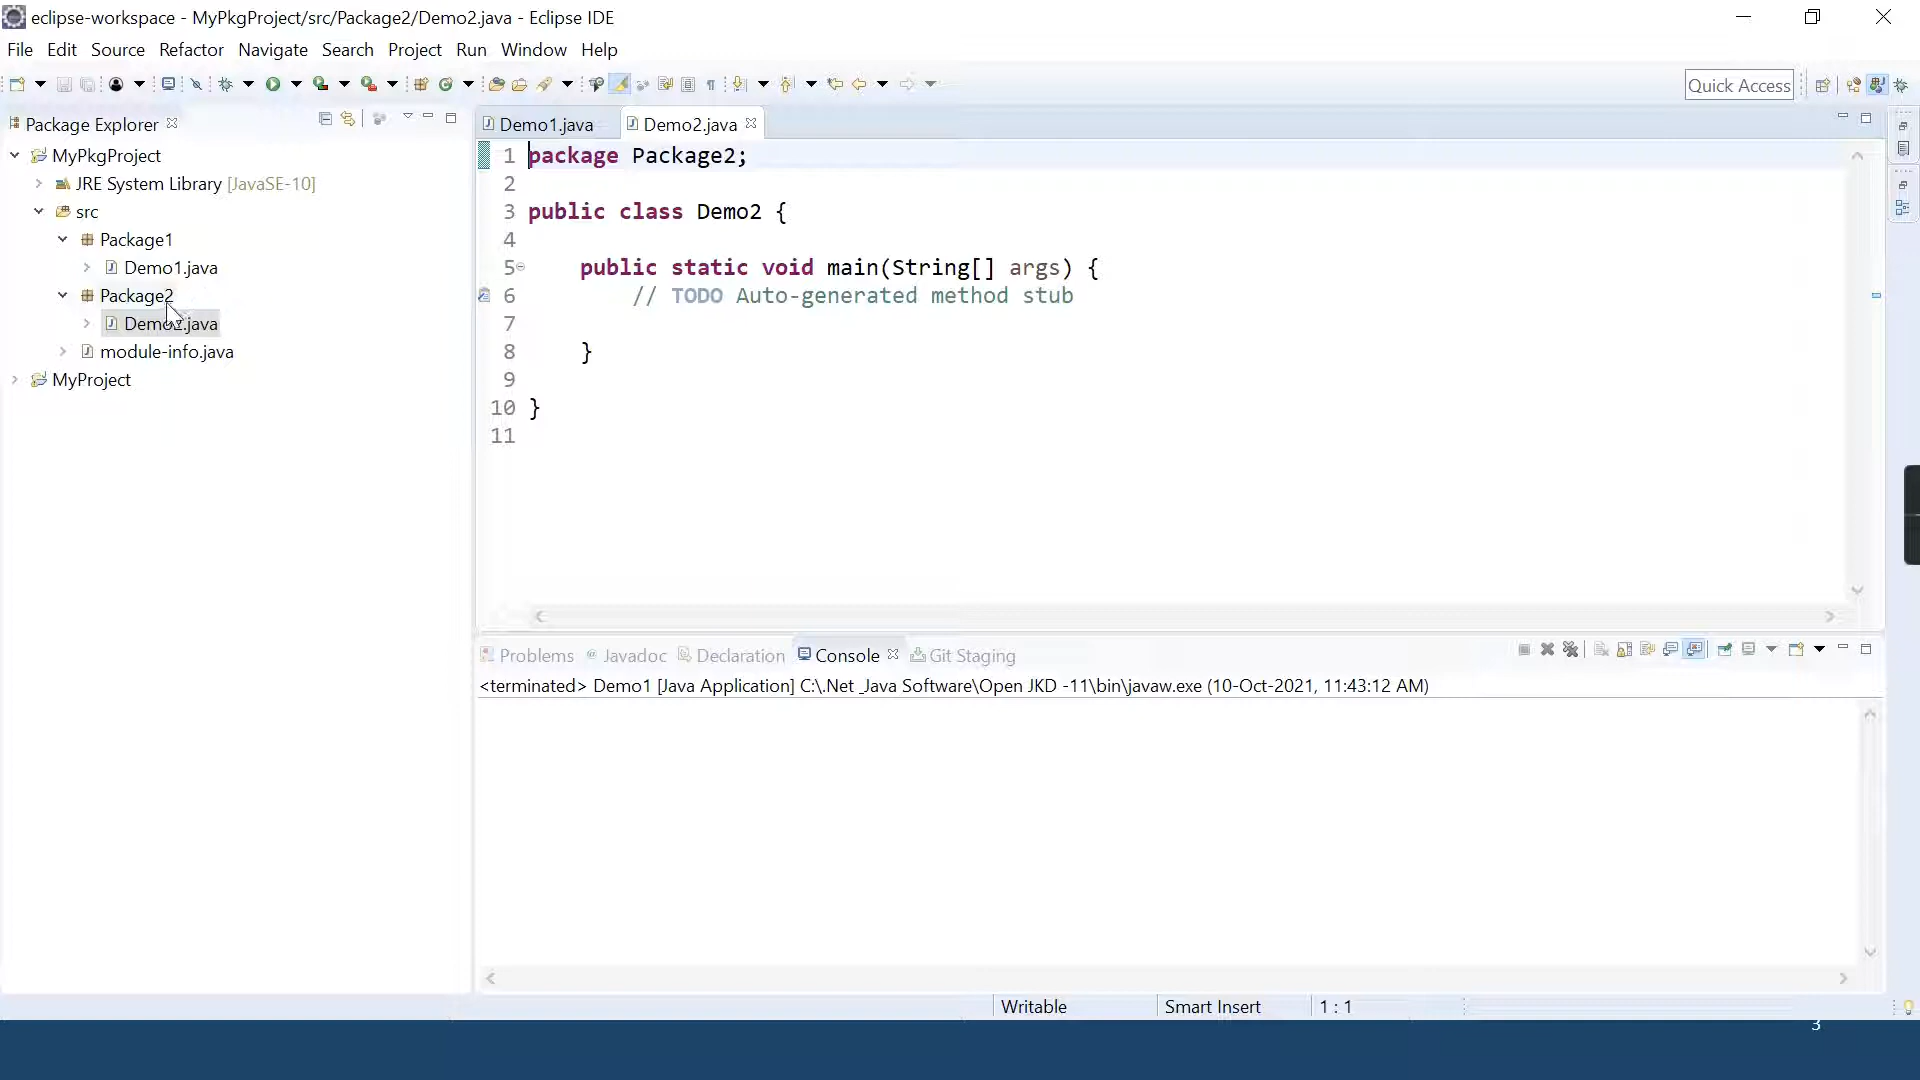 eclipse-workspace - MyPkgProject/src/Package2/Demo2.java - Eclipse IDE
File Edit Source Refactor Navigate Search Project Run Window Help
Quick Access
Package Explorer
MyPkgProject
JRE System Library [JavaSE-10]
src
Package1
Demo1.java
Package2
Demo2.java
module-info.java
MyProject
Demo1.java Demo2.java
1 package Package2;
2
3 public class Demo2 {
4
5 public static void main(String[] args) {
6 // TODO Auto-generated method stub
7
8 }
9
10 }
11
Problems @ Javadoc Declaration Console Git Staging
<terminated> Demo1 [Java Application] C:\.Net _Java Software\Open JKD -11\bin\javaw.exe (10-Oct-2021, 11:43:12 AM)
Writable Smart Insert 1 : 1
3